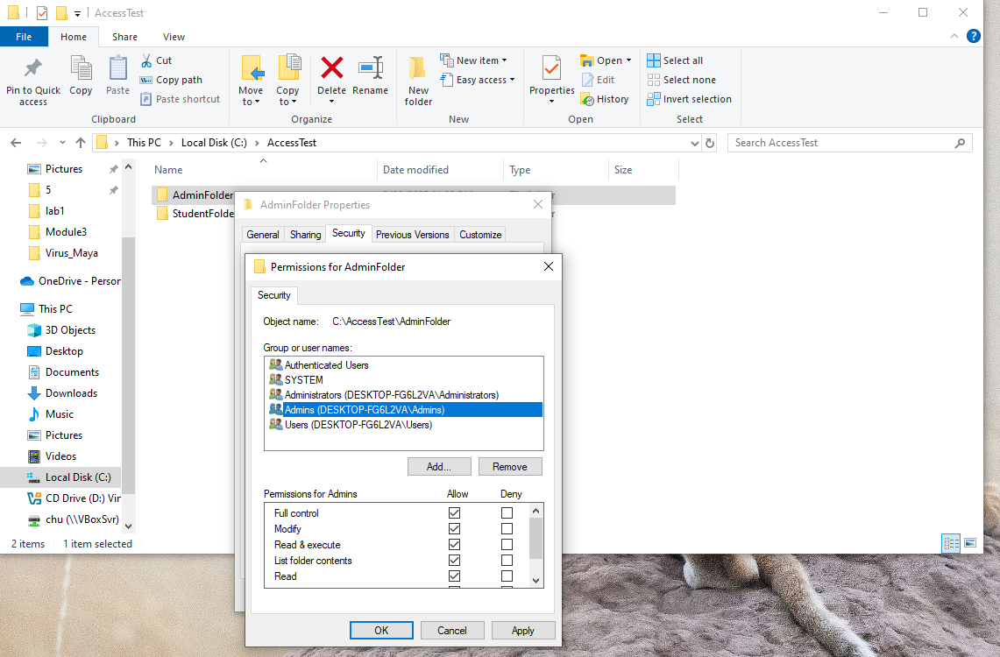 AccessTest
File Home Share View
Pin to Quick access
Copy
Paste
Cut
Copy path
Paste shortcut
Clipboard
Move to
Copy to
Delete
Rename
Organize
New folder
New item
Easy access
New
Properties
Open
Edit
History
Open
Select all
Select none
Invert selection
Select
This PC > Local Disk (C:) > AccessTest
Search AccessTest
Pictures
5
lab1
Module3
Virus_Maya
OneDrive - Person
This PC
3D Objects
Desktop
Documents
Downloads
Music
Pictures
Videos
Local Disk (C:)
CD Drive (D:) Vir
chu (\\VBoxSvr)
2 items 1 item selected
Name Date modified Type Size
AdminFolder
StudentFolde
AdminFolder Properties
General Sharing Security Previous Versions Customize
Permissions for AdminFolder
Security
Object name: C:\AccessTest\AdminFolder
Group or user names:
Authenticated Users
SYSTEM
Administrators (DESKTOP-FG6L2VA\Administrators)
Admins (DESKTOP-FG6L2VA\Admins)
Users (DESKTOP-FG6L2VA\Users)
Add... Remove
Permissions for Admins Allow Deny
Full control
Modify
Read & execute
List folder contents
Read
OK Cancel Apply